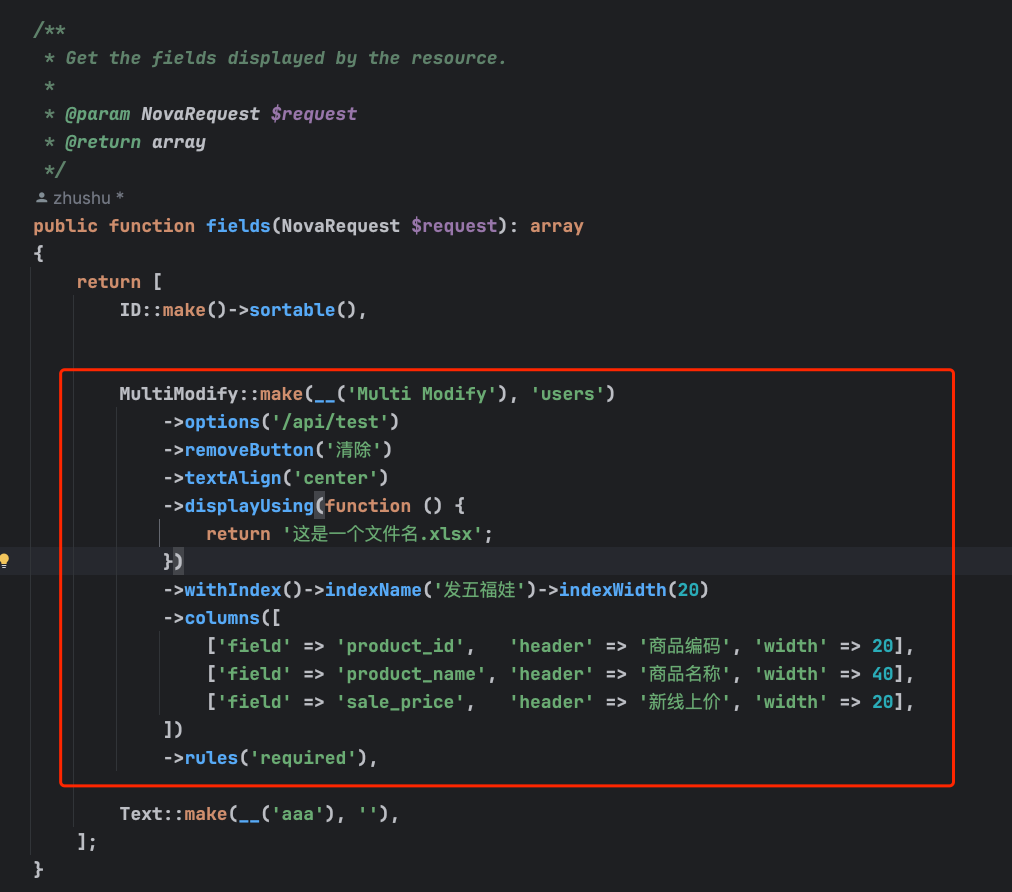 /**
 * Get the fields displayed by the resource.
 *
 * @param NovaRequest $request
 * @return array
 */
zhushu *
public function fields(NovaRequest $request): array
{
    return [
        ID::make()->sortable(),
        MultiModify::make(__('Multi Modify'), 'users')
            ->options('/api/test')
            ->removeButton('清除')
            ->textAlign('center')
            ->displayUsing(function () {
                return '这是一个文件名.xlsx';
            })
            ->withIndex()->indexName('发五福娃')->indexWidth(20)
            ->columns([
                ['field' => 'product_id',   'header' => '商品编码', 'width' => 20],
                ['field' => 'product_name', 'header' => '商品名称', 'width' => 40],
                ['field' => 'sale_price',   'header' => '新线上价', 'width' => 20],
            ])
            ->rules('required'),
        Text::make(__('aaa'), ''),
    ];
}